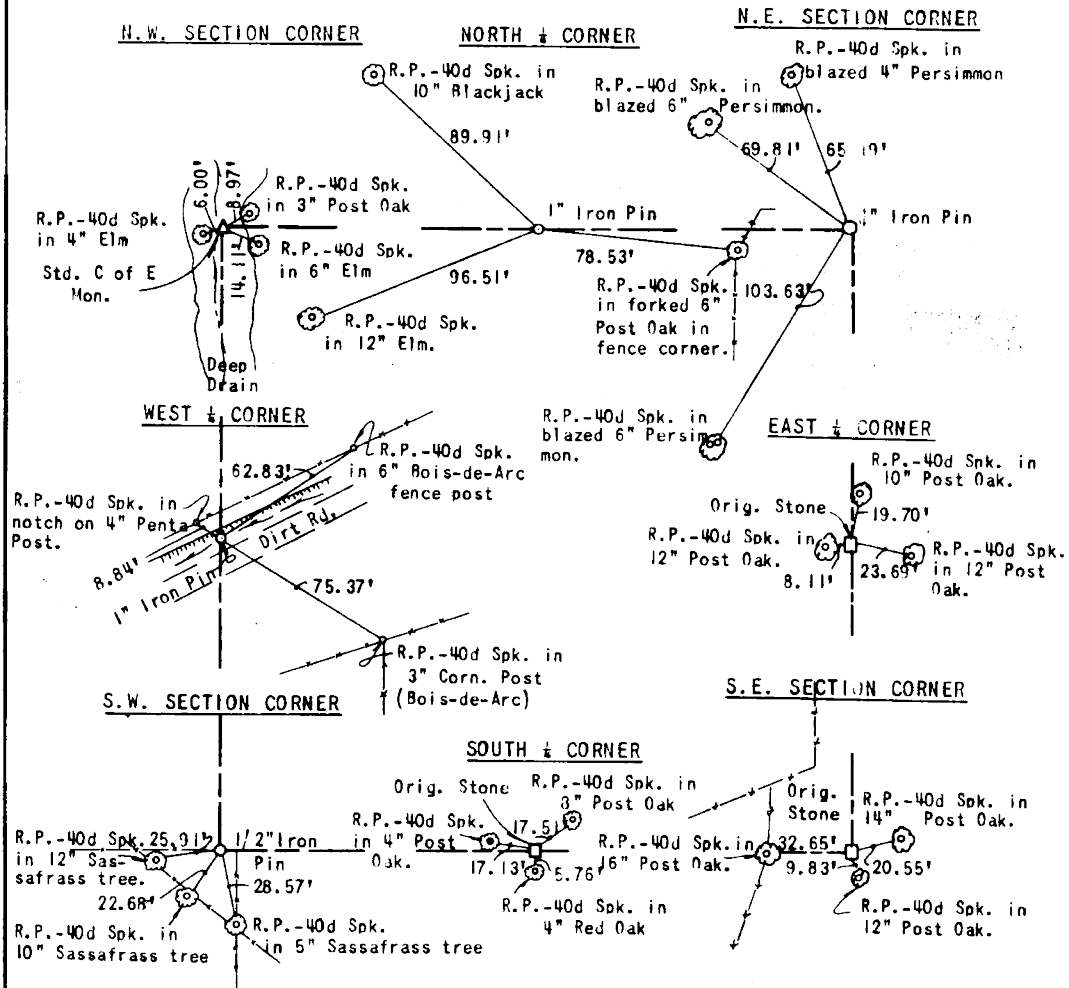 N.W. SECTION CORNER
NORTH ¼ CORNER
N.E. SECTION CORNER
R.P.-40d Spk. in
10" Blackjack
89.91'
R.P.-40d Spk. in
blazed 6" Persimmon.
R.P.-40d Spk. in
blazed 4" Persimmon
69.81'
65.19'
6.00'
8.97'
R.P.-40d Spk.
in 3" Post Oak
R.P.-40d Spk.
in 4" Elm
Std. C of E
Mon.
14.11'
R.P.-40d Spk.
in 6" Elm
Deep
Drain
1" Iron Pin
78.53'
96.51'
R.P.-40d Spk.
in 12" Elm.
R.P.-40d Spk.
in forked 6"
Post Oak in
fence corner.
1" Iron Pin
103.63'
R.P.-40d Spk. in
blazed 6" Persim-
mon.
WEST ¼ CORNER
62.83'
R.P.-40d Spk.
in 6" Bois-de-Arc
fence post
R.P.-40d Spk. in
notch on 4" Penta
Post.
Dirt Rd.
8.84'
1" Iron Pin
75.37'
R.P.-40d Spk. in
3" Corn. Post
(Bois-de-Arc)
EAST ¼ CORNER
R.P.-40d Spk. in
10" Post Oak.
Orig. Stone
19.70'
R.P.-40d Spk. in
12" Post Oak.
8.11'
23.69'
R.P.-40d Spk.
in 12" Post
Oak.
S.W. SECTION CORNER
R.P.-40d Spk.
in 12" Sas-
safrass tree.
25.91'
1/2" Iron
Pin
22.68'
28.57'
R.P.-40d Spk. in
10" Sassafrass tree
R.P.-40d Spk.
in 5" Sassafrass tree
SOUTH ¼ CORNER
Orig. Stone
R.P.-40d Spk. in
8" Post Oak
17.51'
R.P.-40d Spk.
in 4" Post
Oak.
17.13'
5.76'
R.P.-40d Spk. in
4" Red Oak
S.E. SECTION CORNER
Orig.
Stone
R.P.-40d Spk. in
14" Post Oak.
R.P.-40d Spk. in
16" Post Oak.
32.65'
9.83'
20.55'
R.P.-40d Spk. in
12" Post Oak.